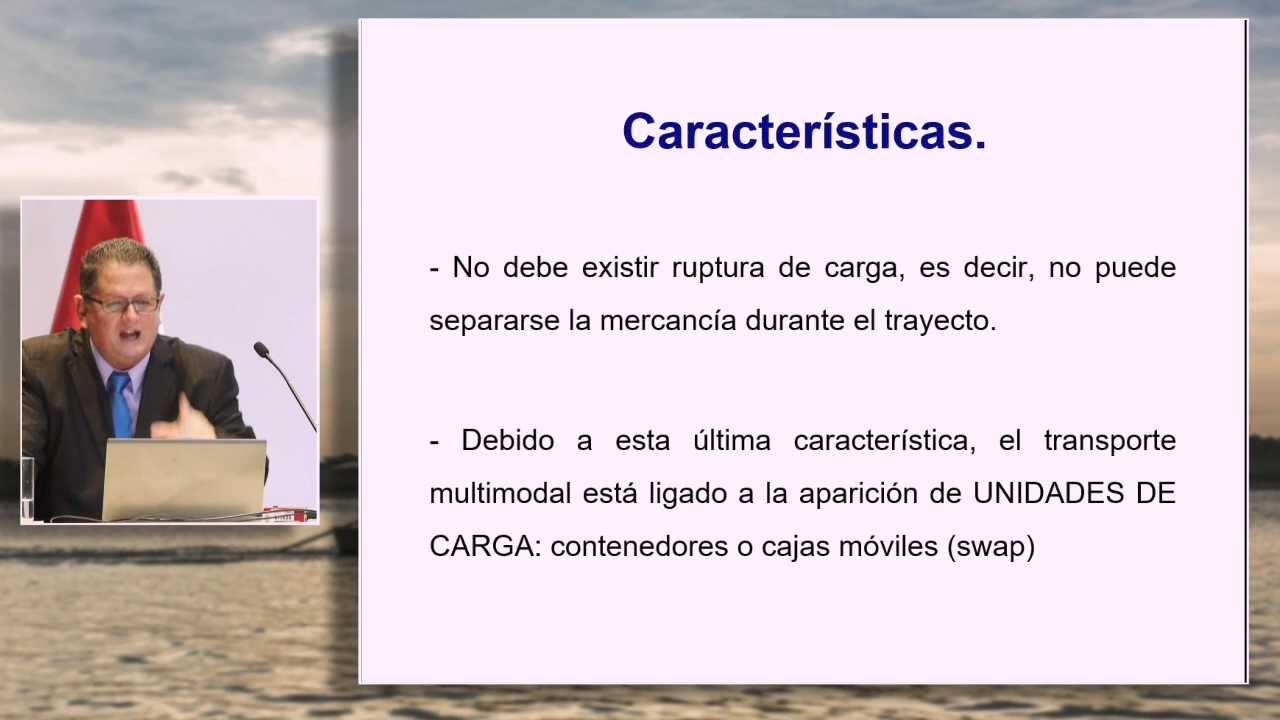 Características.
- No debe existir ruptura de carga, es decir, no puede
separarse la mercancía durante el trayecto.
- Debido a esta última característica, el transporte
multimodal está ligado a la aparición de UNIDADES DE
CARGA: contenedores o cajas móviles (swap)